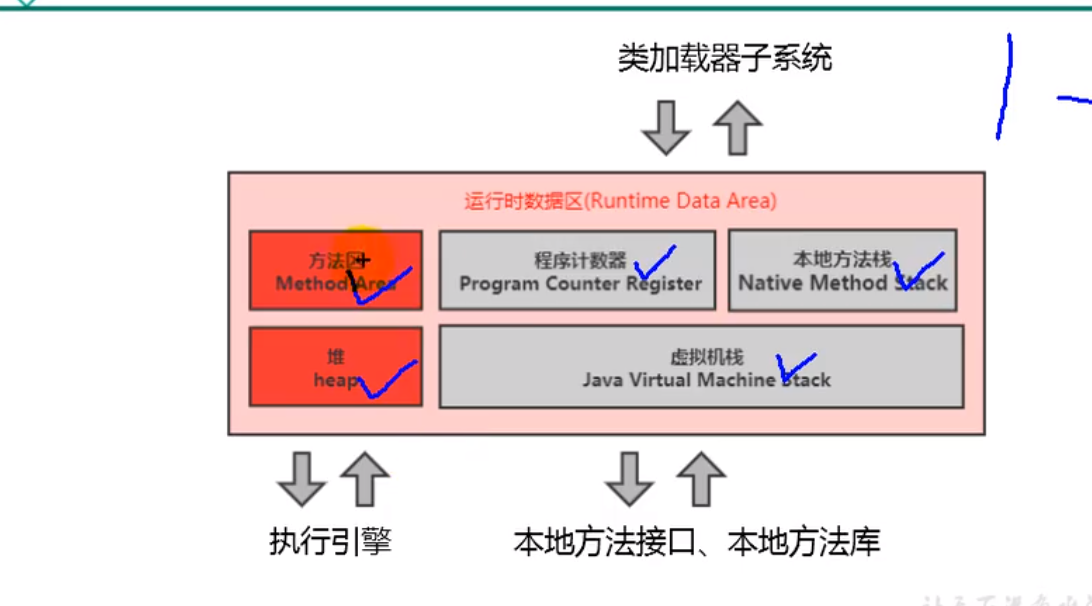 类加载器子系统
运行时数据区(Runtime Data Area)
方法区
Method Area
程序计数器
Program Counter Register
本地方法栈
Native Method Stack
堆
heap
虚拟机栈
Java Virtual Machine Stack
执行引擎
本地方法接口、本地方法库